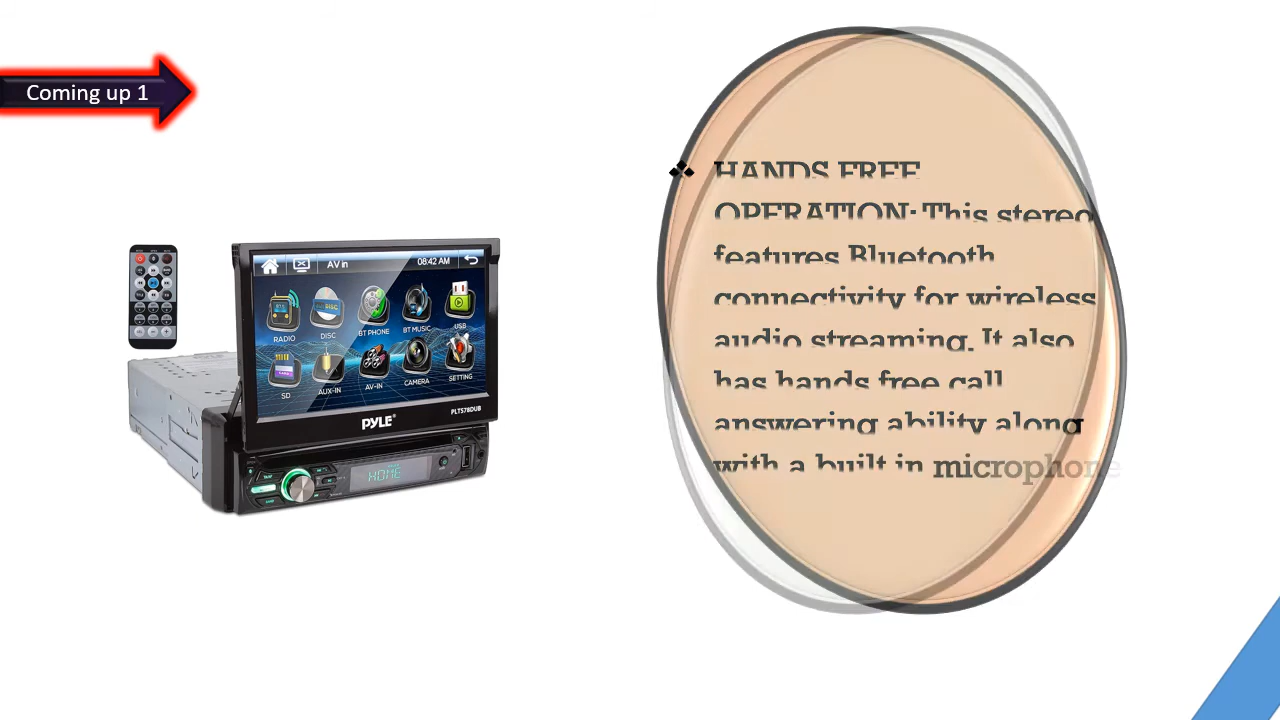 Coming up 1
HANDS FREE
OPERATION: This stereo
features Bluetooth
connectivity for wireless
audio streaming. It also
has hands free call
answering ability along
with a built in microphone
AV in
08:42 AM
RADIO
DISC
BT PHONE
BT MUSIC
USB
SD
AUX-IN
AV-IN
CAMERA
SETTING
PYLE®
PLTS78DUB
HOME